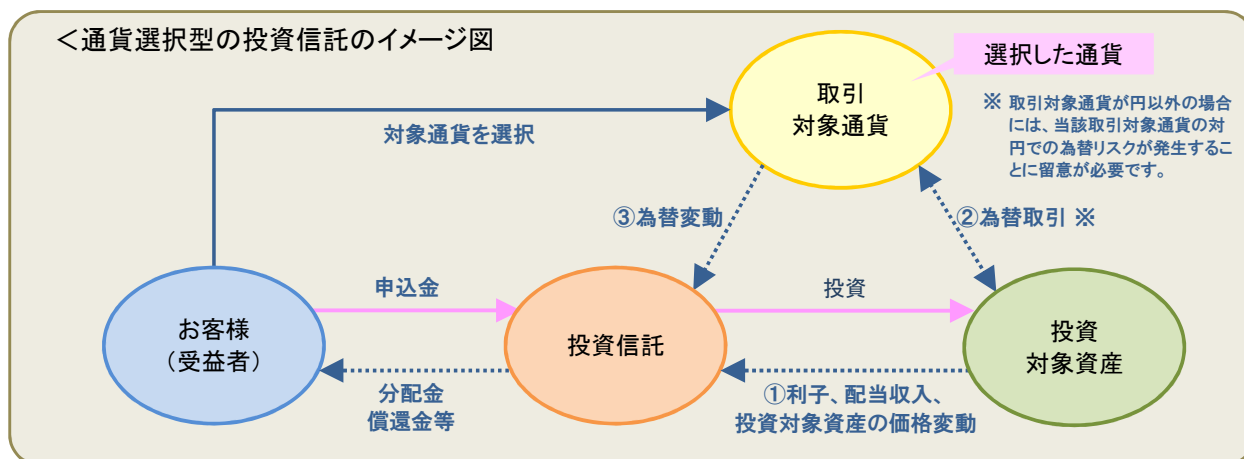 ＜通貨選択型の投資信託のイメージ図
選択した通貨
取引
対象通貨
※ 取引対象通貨が円以外の場合
には、当該取引対象通貨の対
円での為替リスクが発生するこ
とに留意が必要です。
対象通貨を選択
③為替変動
②為替取引 ※
申込金
投資
お客様
（受益者）
投資信託
投資
対象資産
分配金
償還金等
①利子、配当収入、
投資対象資産の価格変動